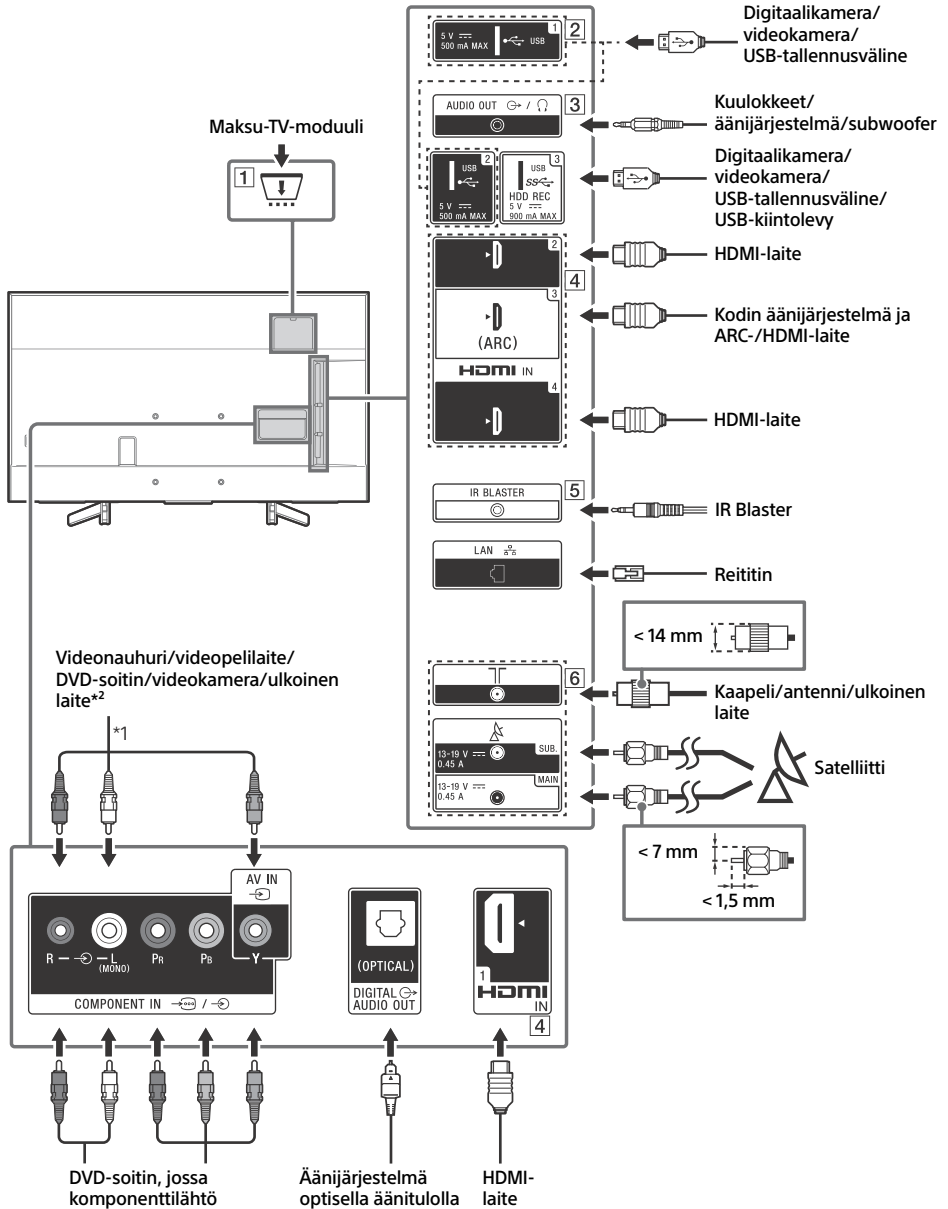 Digitaalikamera/
videokamera/
USB-tallennusväline
5 V ⎓
500 mA MAX
USB
1
2
AUDIO OUT
/
3
Kuulokkeet/
äänijärjestelmä/subwoofer
Maksu-TV-moduuli
1
2
USB
5 V ⎓
500 mA MAX
3
USB
SS
HDD REC
5 V ⎓
900 mA MAX
Digitaalikamera/
videokamera/
USB-tallennusväline/
USB-kiintolevy
2
4
HDMI-laite
3
(ARC)
HDMI IN
Kodin äänijärjestelmä ja
ARC-/HDMI-laite
4
HDMI-laite
IR BLASTER
5
IR Blaster
LAN
Reititin
< 14 mm
6
Kaapeli/antenni/ulkoinen
laite
13-19 V ⎓
0.45 A
SUB.
13-19 V ⎓
0.45 A
MAIN
Satelliitti
< 7 mm
< 1,5 mm
Videonauhuri/videopelilaite/
DVD-soitin/videokamera/ulkoinen
laite*2
*1
AV IN
R
L
(MONO)
PR
PB
Y
COMPONENT IN
/
(OPTICAL)
DIGITAL
AUDIO OUT
1
HDMI
IN
4
DVD-soitin, jossa
komponenttilähtö
Äänijärjestelmä
optisella äänitulolla
HDMI-
laite